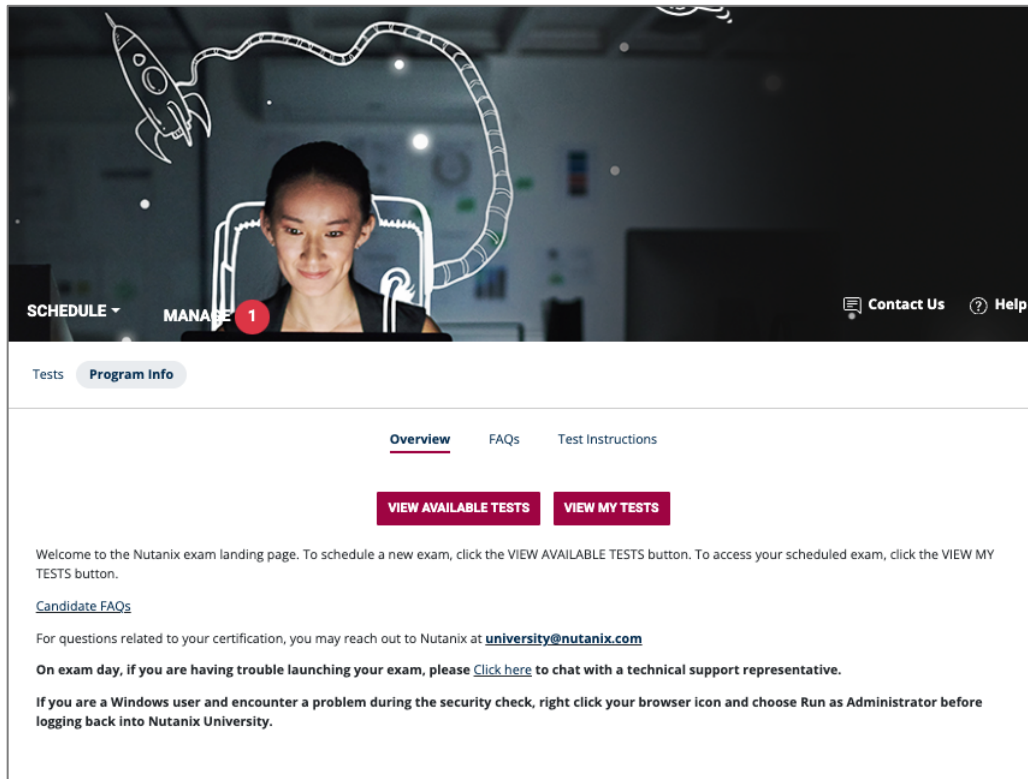 SCHEDULE
MANAGE 1
Contact Us
Help
Tests
Program Info
Overview
FAQs
Test Instructions
VIEW AVAILABLE TESTS
VIEW MY TESTS
Welcome to the Nutanix exam landing page. To schedule a new exam, click the VIEW AVAILABLE TESTS button. To access your scheduled exam, click the VIEW MY
TESTS button.
Candidate FAQs
For questions related to your certification, you may reach out to Nutanix at university@nutanix.com
On exam day, if you are having trouble launching your exam, please Click here to chat with a technical support representative.
If you are a Windows user and encounter a problem during the security check, right click your browser icon and choose Run as Administrator before
logging back into Nutanix University.